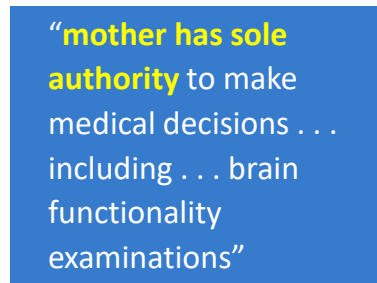 “mother has sole
authority to make
medical decisions . . .
including . . . brain
functionality
examinations”